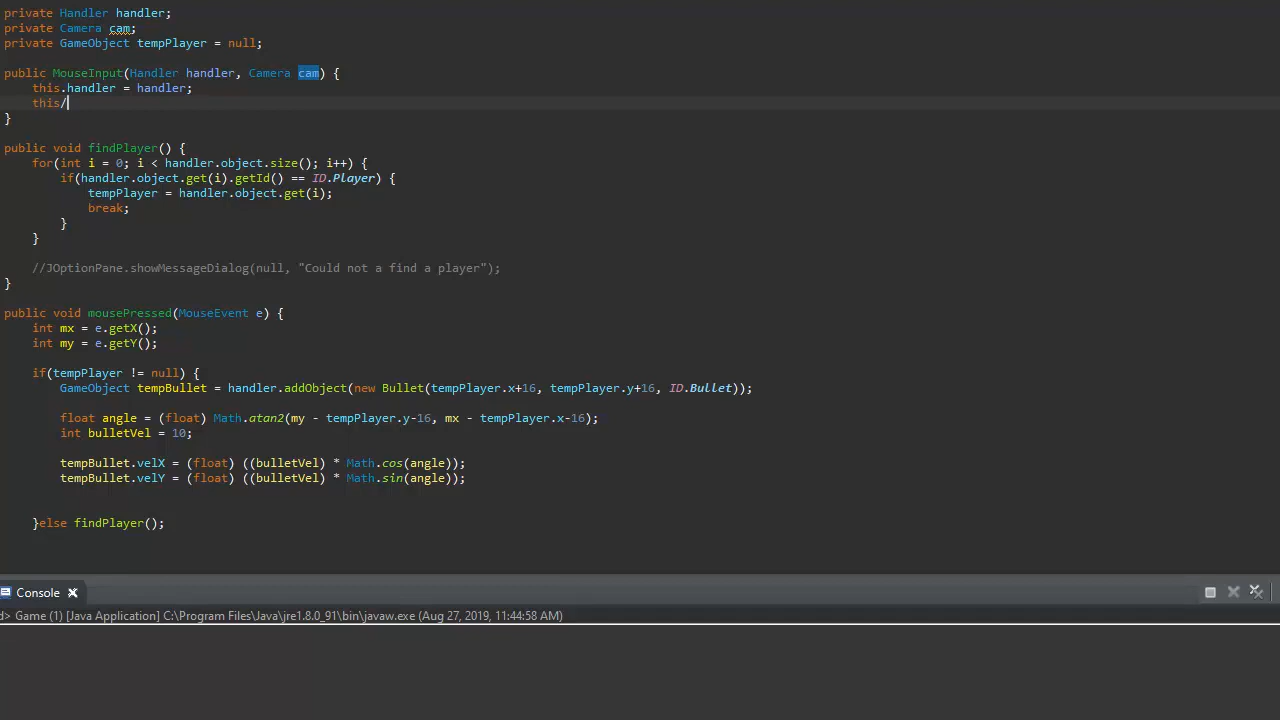 private Handler handler;
private Camera cam;
private GameObject tempPlayer = null;
public MouseInput(Handler handler, Camera cam) {
this.handler = handler;
this/
}
public void findPlayer() {
for(int i = 0; i < handler.object.size(); i++) {
if(handler.object.get(i).getId() == ID.Player) {
tempPlayer = handler.object.get(i);
break;
}
}
//JOptionPane.showMessageDialog(null, "Could not a find a player");
}
public void mousePressed(MouseEvent e) {
int mx = e.getX();
int my = e.getY();
if(tempPlayer != null) {
GameObject tempBullet = handler.addObject(new Bullet(tempPlayer.x+16, tempPlayer.y+16, ID.Bullet));
float angle = (float) Math.atan2(my - tempPlayer.y-16, mx - tempPlayer.x-16);
int bulletVel = 10;
tempBullet.velX = (float) ((bulletVel) * Math.cos(angle));
tempBullet.velY = (float) ((bulletVel) * Math.sin(angle));
}else findPlayer();
Console
d> Game (1) [Java Application] C:\Program Files\Java\jre1.8.0_91\bin\javaw.exe (Aug 27, 2019, 11:44:58 AM)